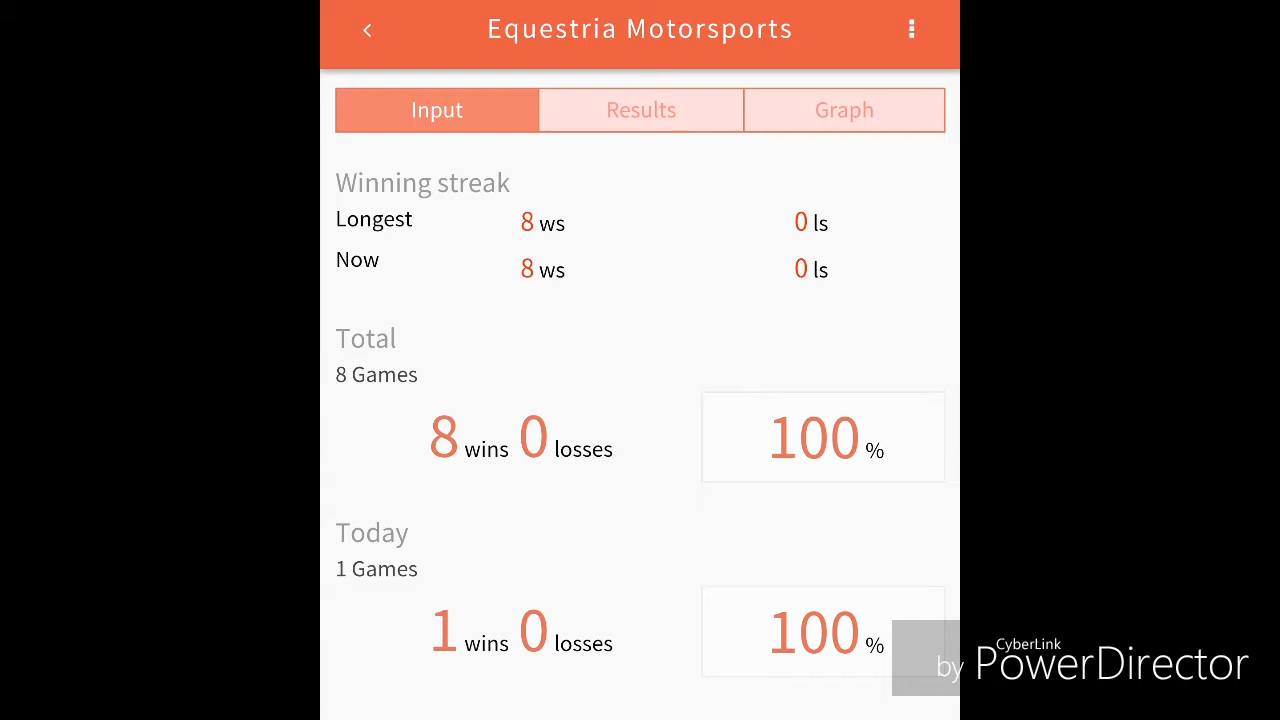 Equestria Motorsports
Input Results Graph
Winning streak
Longest 8 ws 0 ls
Now 8 ws 0 ls
Total
8 Games
8 wins 0 losses 100 %
Today
1 Games
1 wins 0 losses 100 %
CyberLink
by PowerDirector